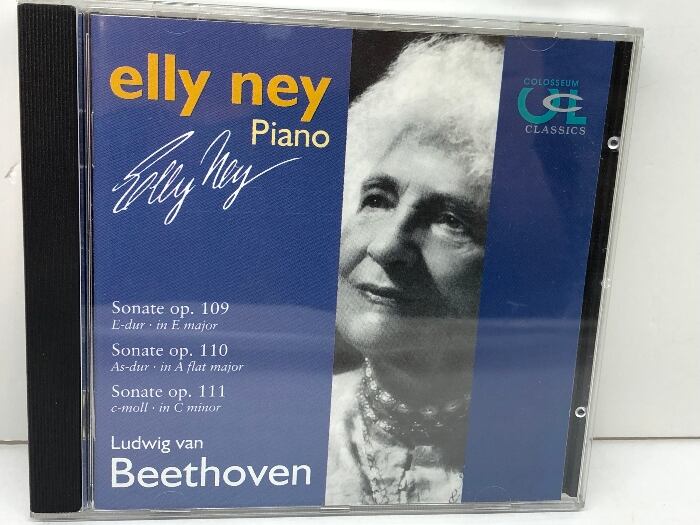 elly ney
Piano
Elly Ney
COLOSSEUM
COL
CLASSICS
Sonate op. 109
E-dur · in E major
Sonate op. 110
As-dur · in A flat major
Sonate op. 111
c-moll · in C minor
Ludwig van
Beethoven